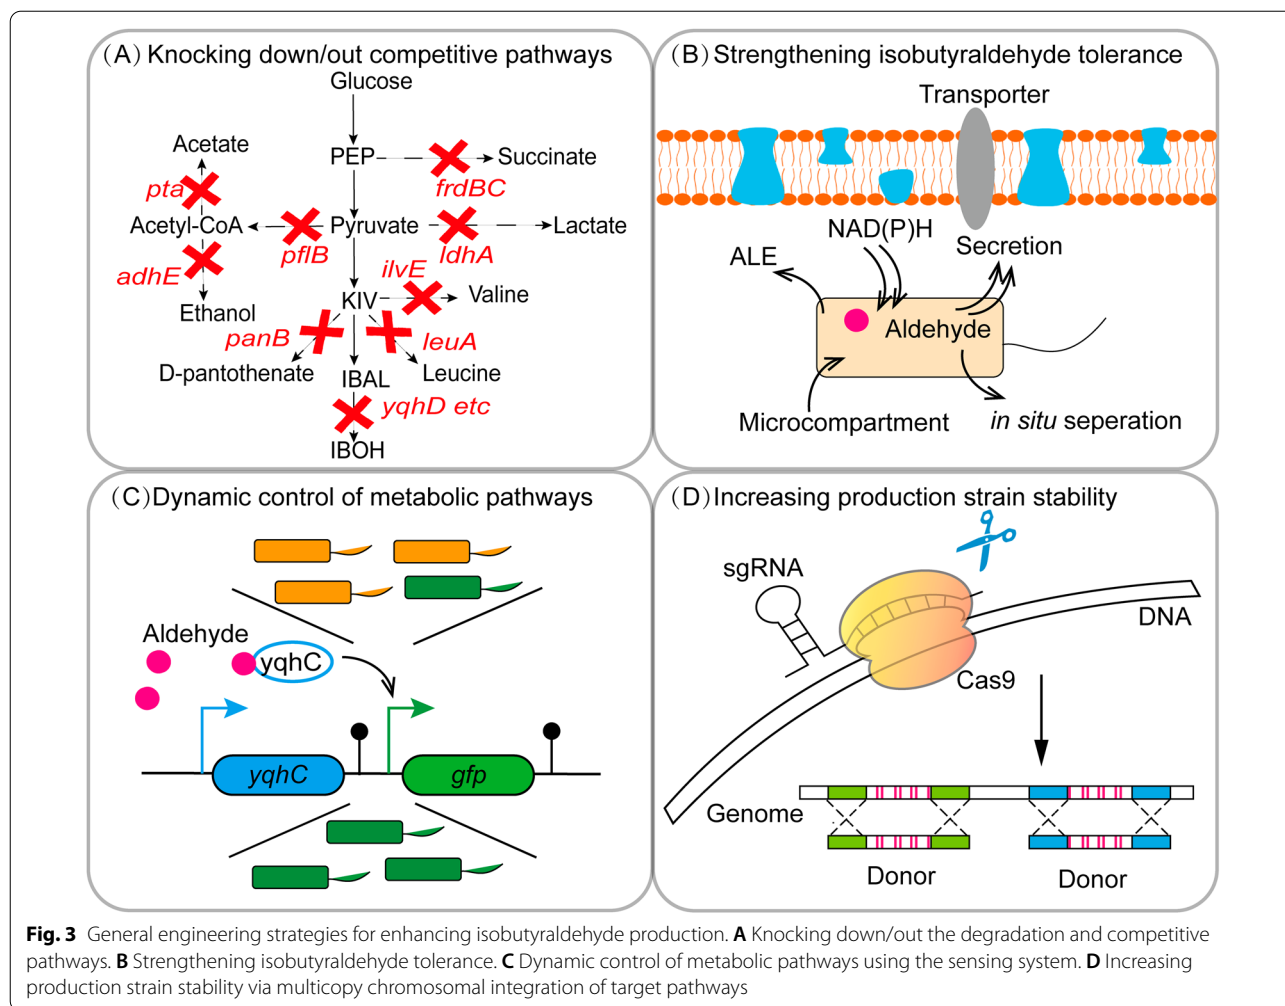 (A) Knocking down/out competitive pathways
Glucose
Acetate
PEP
Succinate
pta
frdBC
Acetyl-CoA
Pyruvate
Lactate
pflB
ldhA
adhE
ilvE
Ethanol
KIV
Valine
panB
leuA
D-pantothenate
IBAL
Leucine
yqhD etc
IBOH
(B) Strengthening isobutyraldehyde tolerance
Transporter
NAD(P)H
ALE
Secretion
Aldehyde
Microcompartment
in situ seperation
(C) Dynamic control of metabolic pathways
Aldehyde
yqhC
yqhC
gfp
(D) Increasing production strain stability
sgRNA
DNA
Cas9
Genome
Donor
Donor
Fig. 3 General engineering strategies for enhancing isobutyraldehyde production. A Knocking down/out the degradation and competitive
pathways. B Strengthening isobutyraldehyde tolerance. C Dynamic control of metabolic pathways using the sensing system. D Increasing
production strain stability via multicopy chromosomal integration of target pathways